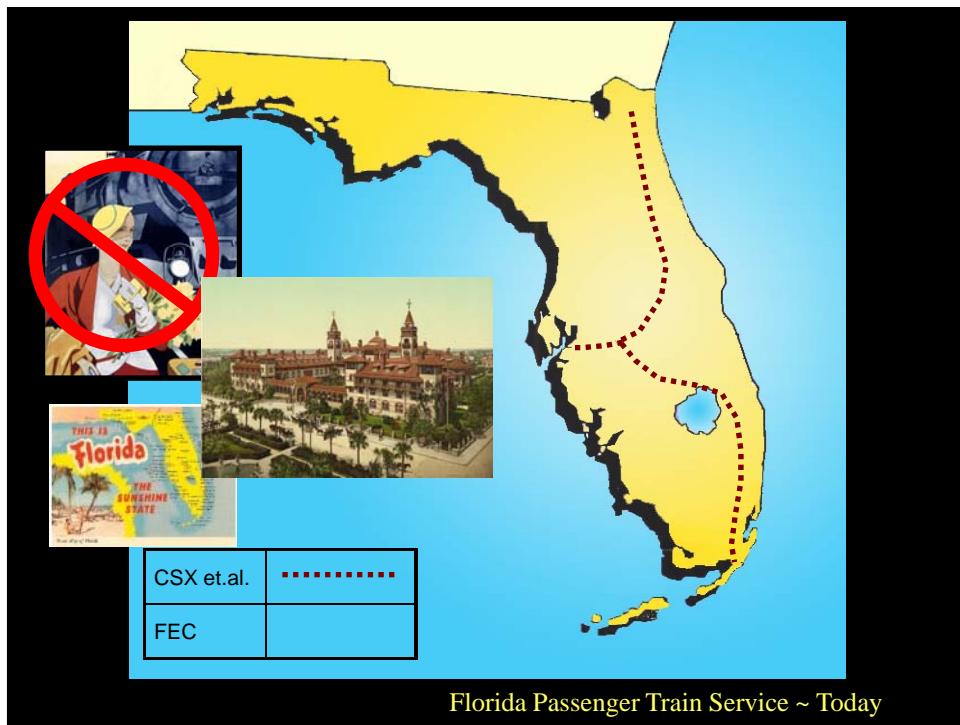 THIS IS
Florida
THE
SUNSHINE
STATE
CSX et.al.
FEC
Florida Passenger Train Service ~ Today